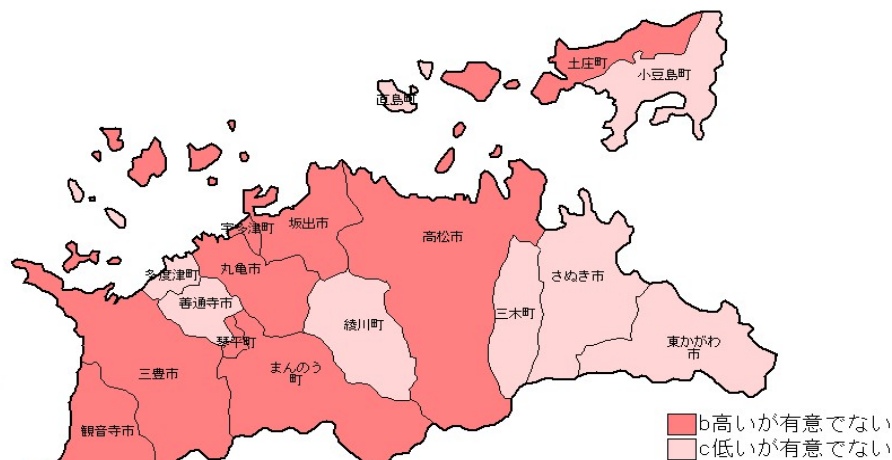 土庄町
小豆島町
直島町
宇多津町
坂出市
高松市
多度津町
丸亀市
さぬき市
善通寺市
綾川町
三木町
琴平町
東かがわ
市
三豊市
まんのう
町
観音寺市
b高いが有意でない
c低いが有意でない